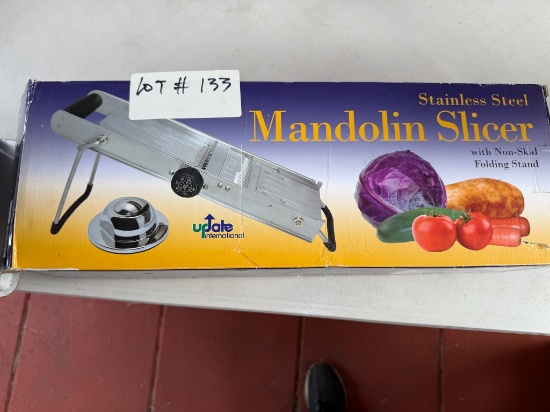 LOT # 133
Stainless Steel
Mandolin Slicer
with Non-Skid
Folding Stand
update
international